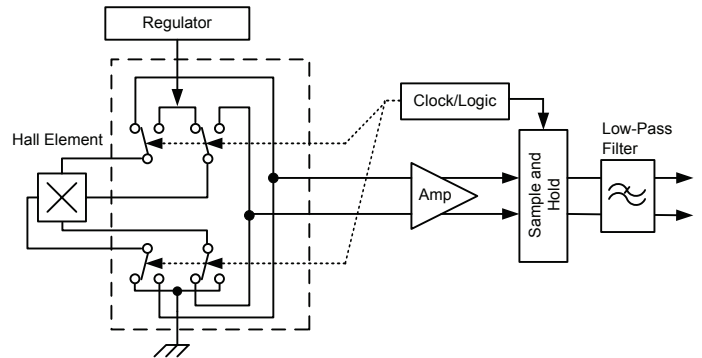 Regulator
Clock/Logic
Hall Element
Low-Pass
Filter
Amp
Sample and
Hold